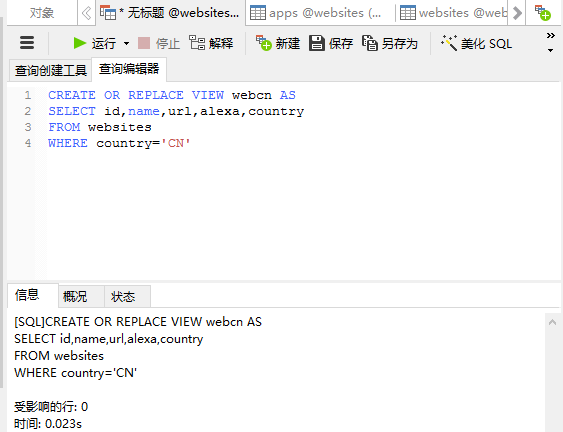 对象
* 无标题 @websites...
apps @websites (...
websites @web
运行
停止
解释
新建
保存
另存为
美化 SQL
查询创建工具
查询编辑器
1 CREATE OR REPLACE VIEW webcn AS
2 SELECT id,name,url,alexa,country
3 FROM websites
4 WHERE country='CN'
信息
概况
状态
[SQL]CREATE OR REPLACE VIEW webcn AS
SELECT id,name,url,alexa,country
FROM websites
WHERE country='CN'
受影响的行: 0
时间: 0.023s